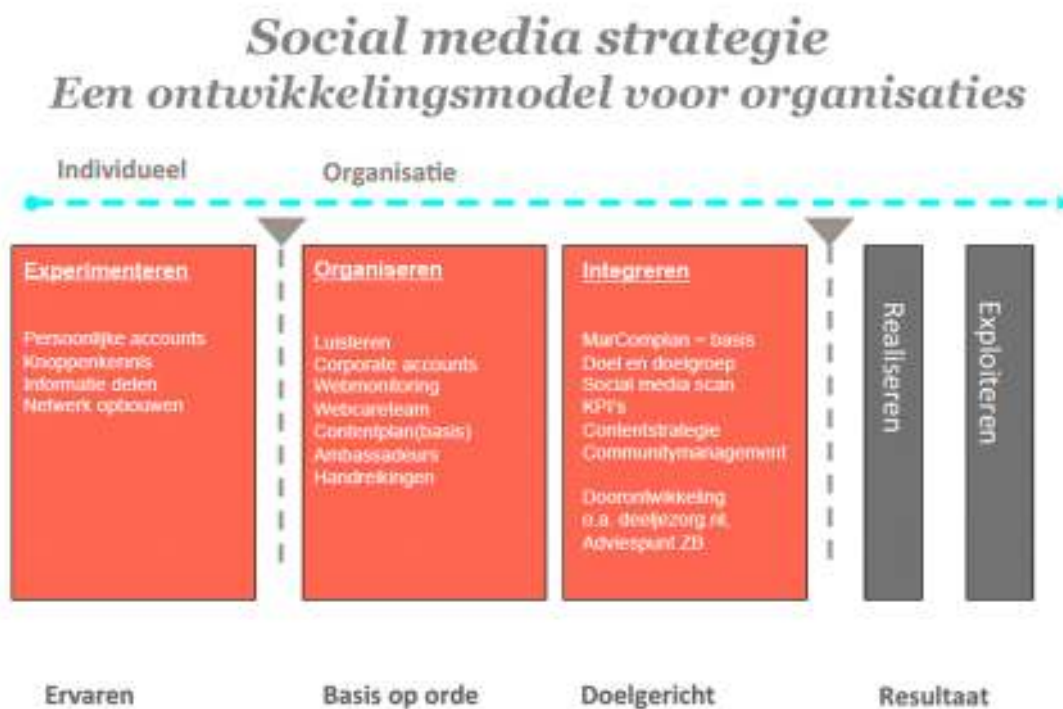 Social media strategie
Een ontwikkelingsmodel voor organisaties
Individueel
Organisatie
Experimenteren
Persoonlijke accounts
Knoppenkennis
Informatie delen
Netwerk opbouwen
Organiseren
Luisteren
Corporate accounts
Webmonitoring
Webcareteam
Contentplan(basis)
Ambassadeurs
Handreikingen
Integreren
MarComplan – basis
Doel en doelgroep
Social media scan
KPI's
Contentstrategie
Communitymanagement
Doorontwikkeling
o.a. deeljezorg.nl,
Adviespunt ZB
Realiseren
Exploiteren
Ervaren
Basis op orde
Doelgericht
Resultaat